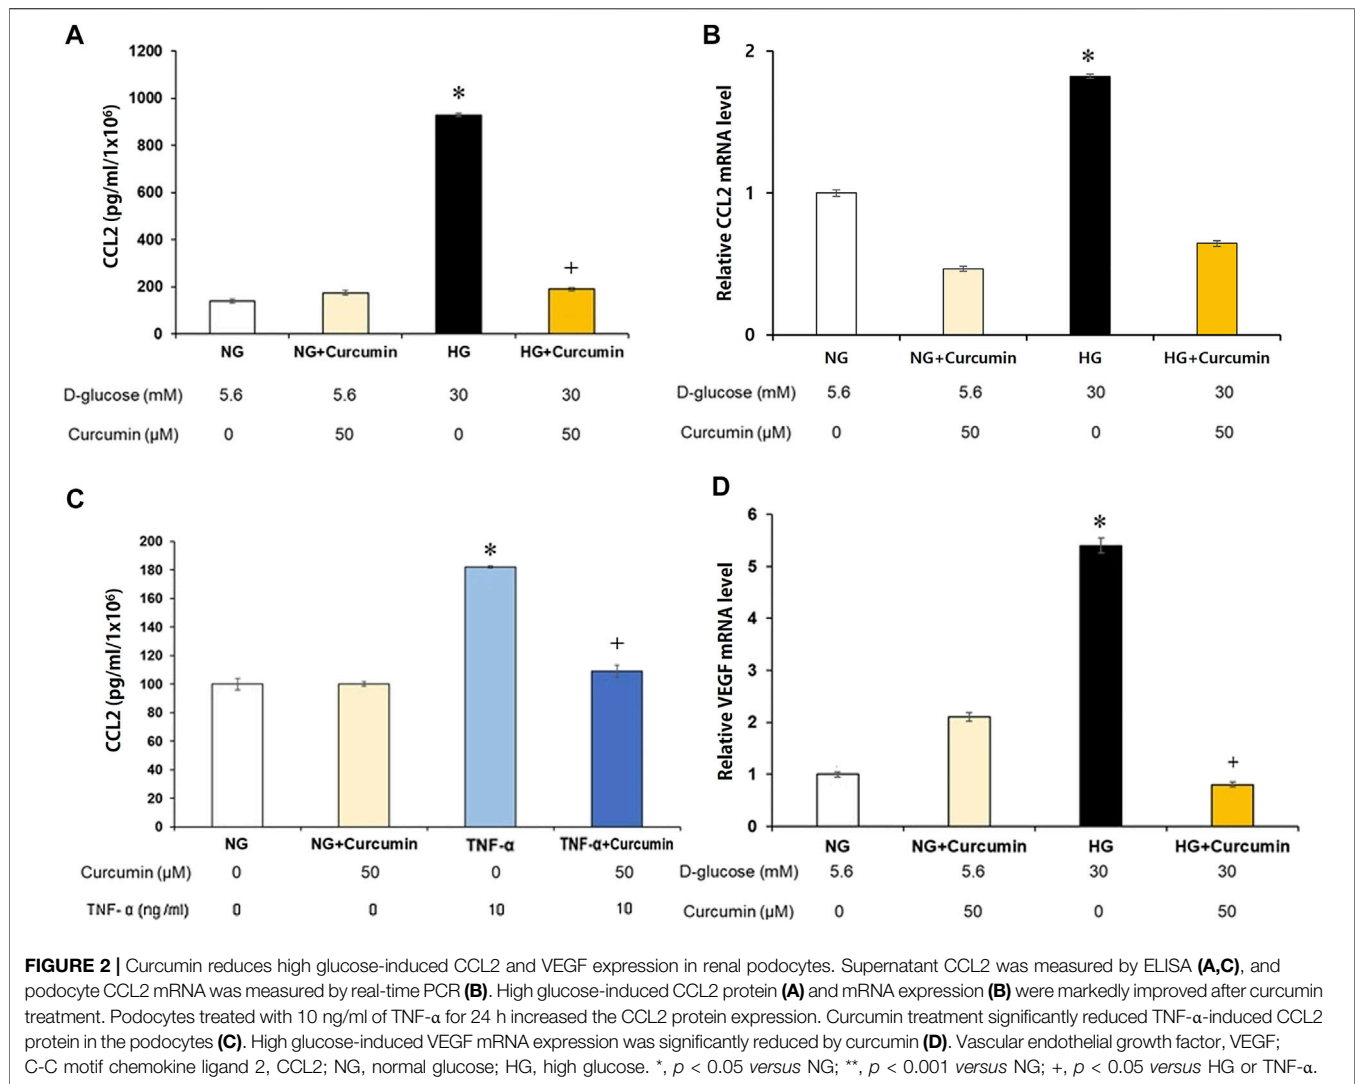 A
CCL2 (pg/ml/1x10⁶)
1200
1000
800
600
400
200
0
*
+
NG NG+Curcumin HG HG+Curcumin
D-glucose (mM) 5.6 5.6 30 30
Curcumin (µM) 0 50 0 50
B
Relative CCL2 mRNA level
2
1
0
*
NG NG+Curcumin HG HG+Curcumin
D-glucose (mM) 5.6 5.6 30 30
Curcumin (µM) 0 50 0 50
C
CCL2 (pg/ml/1x10⁶)
200
180
160
140
120
100
80
60
40
20
0
*
+
NG NG+Curcumin TNF-α TNF-α+Curcumin
Curcumin (µM) 0 50 0 50
TNF- α (ng/ml) 0 0 10 10
D
Relative VEGF mRNA level
6
5
4
3
2
1
0
*
+
NG NG+Curcumin HG HG+Curcumin
D-glucose (mM) 5.6 5.6 30 30
Curcumin (µM) 0 50 0 50
FIGURE 2 | Curcumin reduces high glucose-induced CCL2 and VEGF expression in renal podocytes. Supernatant CCL2 was measured by ELISA (A,C), and
podocyte CCL2 mRNA was measured by real-time PCR (B). High glucose-induced CCL2 protein (A) and mRNA expression (B) were markedly improved after curcumin
treatment. Podocytes treated with 10 ng/ml of TNF-α for 24 h increased the CCL2 protein expression. Curcumin treatment significantly reduced TNF-α-induced CCL2
protein in the podocytes (C). High glucose-induced VEGF mRNA expression was significantly reduced by curcumin (D). Vascular endothelial growth factor, VEGF;
C-C motif chemokine ligand 2, CCL2; NG, normal glucose; HG, high glucose. *, p < 0.05 versus NG; **, p < 0.001 versus NG; +, p < 0.05 versus HG or TNF-α.